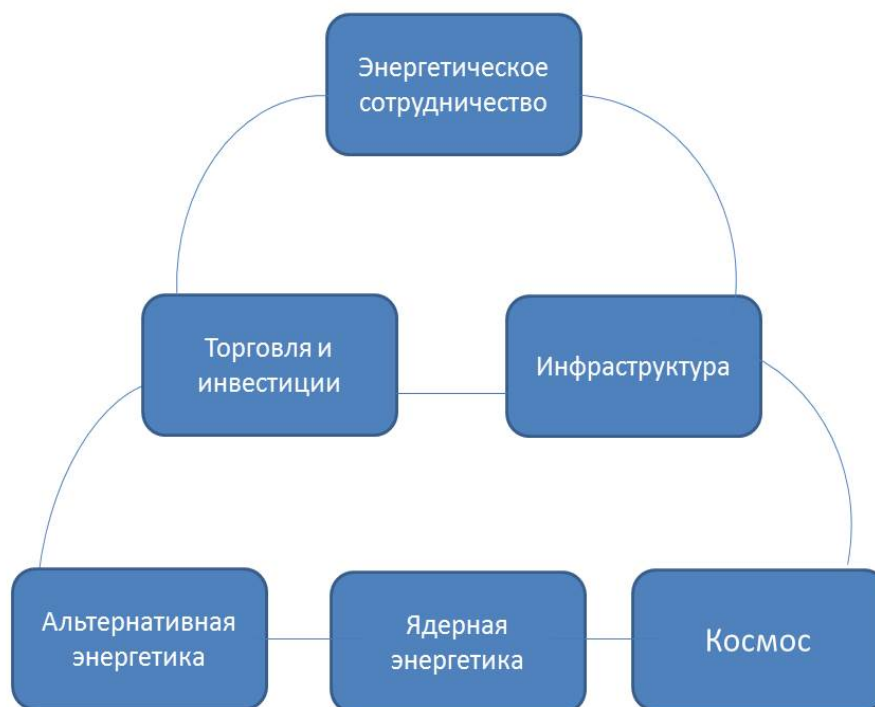 Энергетическое
сотрудничество
Торговля и
инвестиции
Инфраструктура
Альтернативная
энергетика
Ядерная
энергетика
Космос